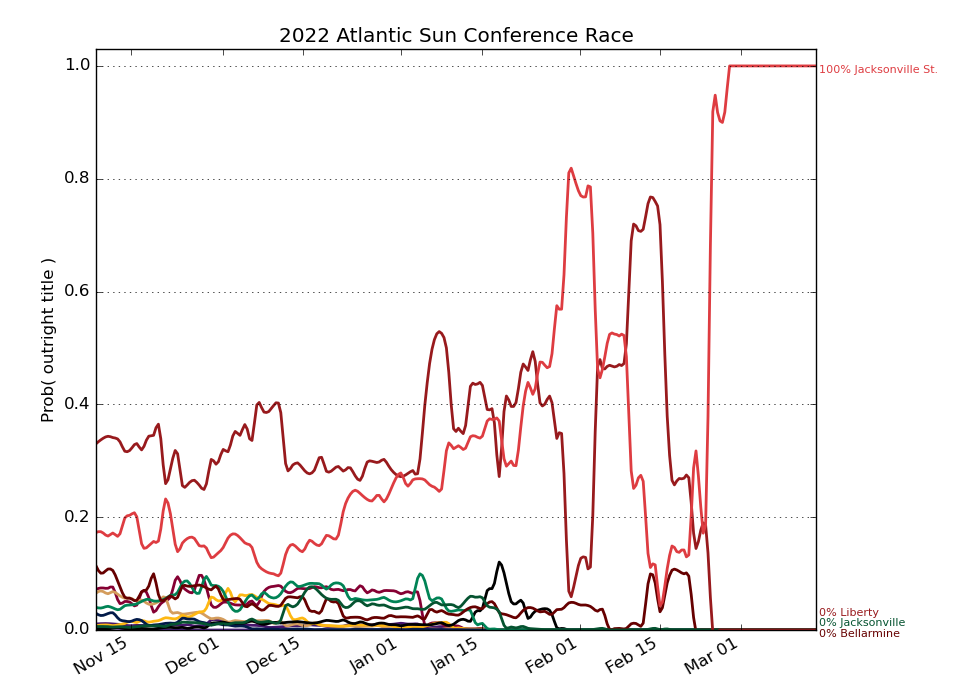 2022 Atlantic Sun Conference Race
Prob( outright title )
1.0
0.8
0.6
0.4
0.2
0.0
Nov 15
Dec 01
Dec 15
Jan 01
Jan 15
Feb 01
Feb 15
Mar 01
100% Jacksonville St.
0% Liberty
0% Jacksonville
0% Bellarmine